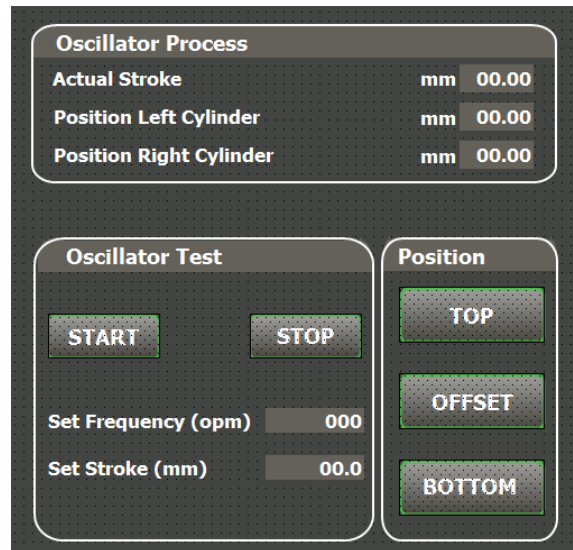 Oscillator Process
Actual Stroke mm 00.00
Position Left Cylinder mm 00.00
Position Right Cylinder mm 00.00
Oscillator Test
START STOP
Set Frequency (opm) 000
Set Stroke (mm) 00.0
Position
TOP
OFFSET
BOTTOM